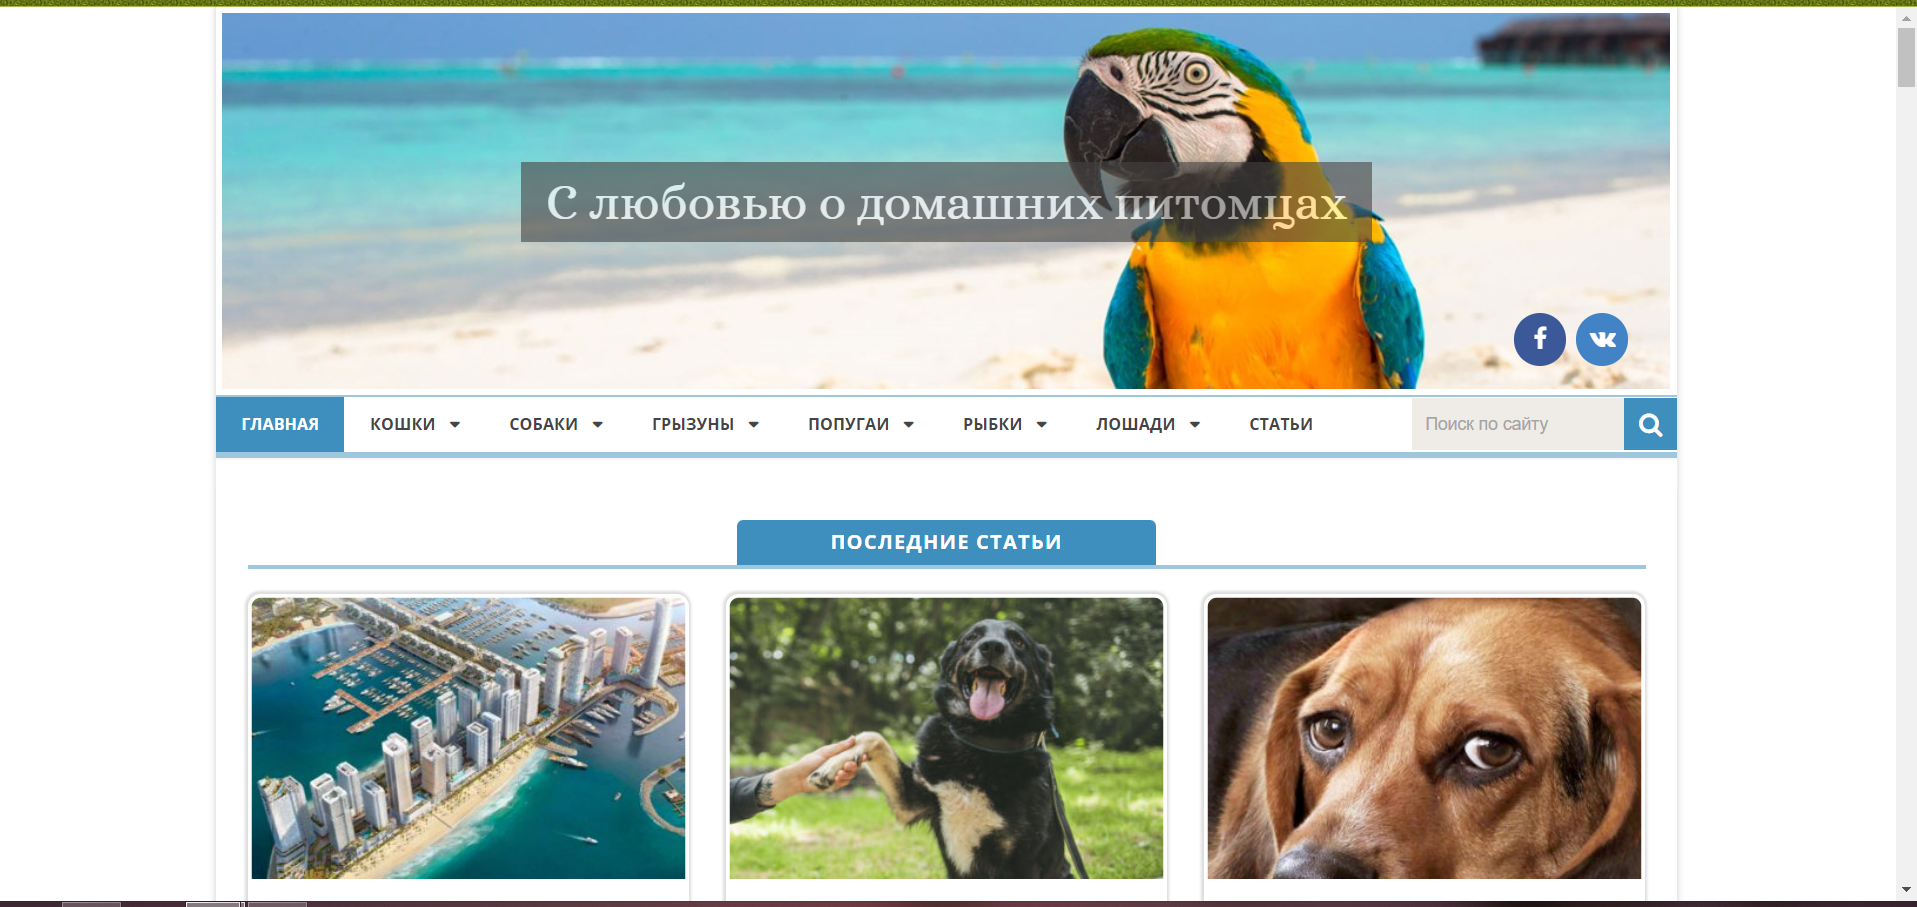 С любовью о домашних питомцах
ГЛАВНАЯ КОШКИ СОБАКИ ГРЫЗУНЫ ПОПУГАИ РЫБКИ ЛОШАДИ СТАТЬИ Поиск по сайту
ПОСЛЕДНИЕ СТАТЬИ